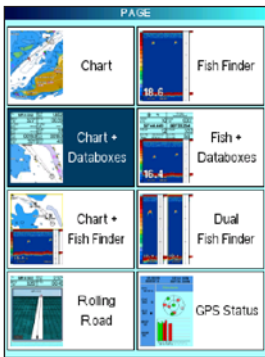 PAGE
Chart
18.6
Fish Finder
Chart +
Databoxes
16.4
Fish +
Databoxes
Chart +
Fish Finder
Dual
Fish Finder
Rolling
Road
GPS Status